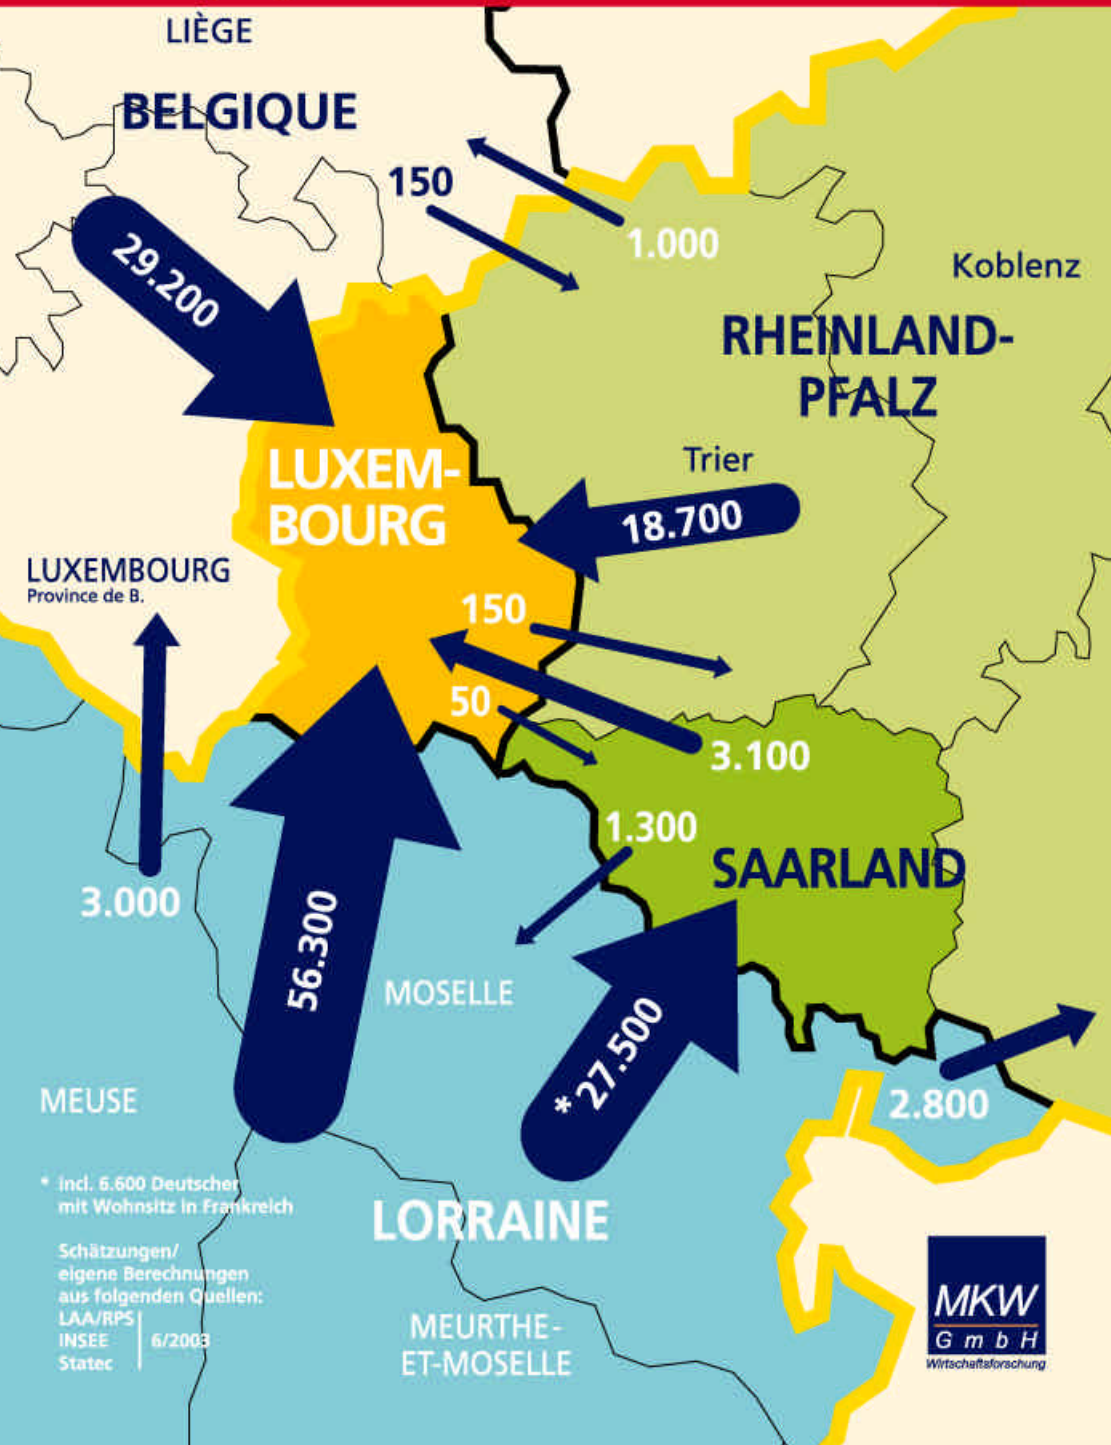 LIÈGE
BELGIQUE
150
1.000
29.200
Koblenz
RHEINLAND-
PFALZ
Trier
LUXEM-
BOURG
18.700
LUXEMBOURG
Province de B.
150
50
3.100
1.300
SAARLAND
3.000
56.300
MOSELLE
* 27.500
MEUSE
2.800
* incl. 6.600 Deutscher
mit Wohnsitz in Frankreich
LORRAINE
Schätzungen/
eigene Berechnungen
aus folgenden Quellen:
LAA/RPS
INSEE 6/2003
Statec
MEURTHE-
ET-MOSELLE
MKW
GmbH
Wirtschaftsforschung